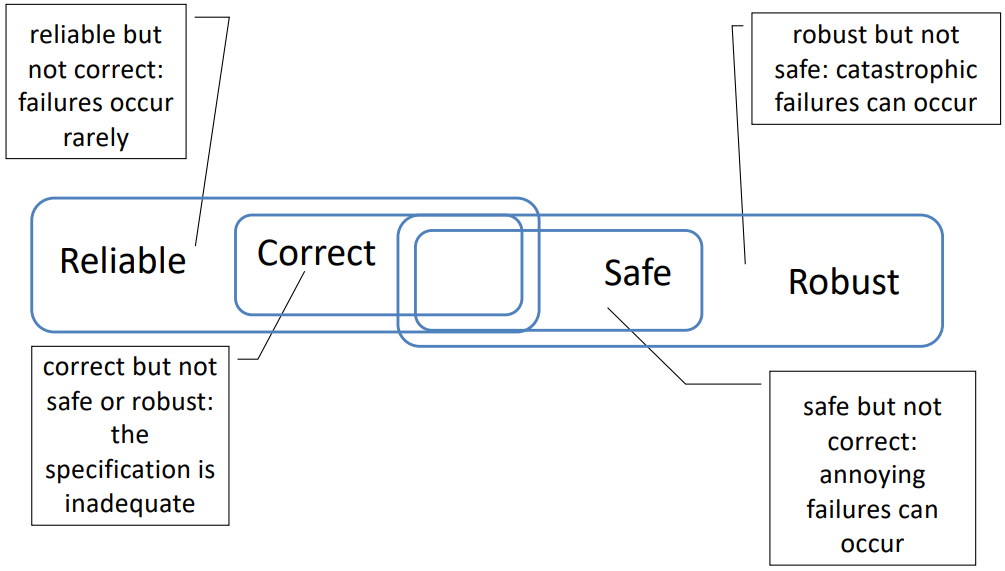 reliable but
not correct:
failures occur
rarely
robust but not
safe: catastrophic
failures can occur
Reliable
Correct
Safe
Robust
correct but not
safe or robust:
the
specification is
inadequate
safe but not
correct:
annoying
failures can
occur